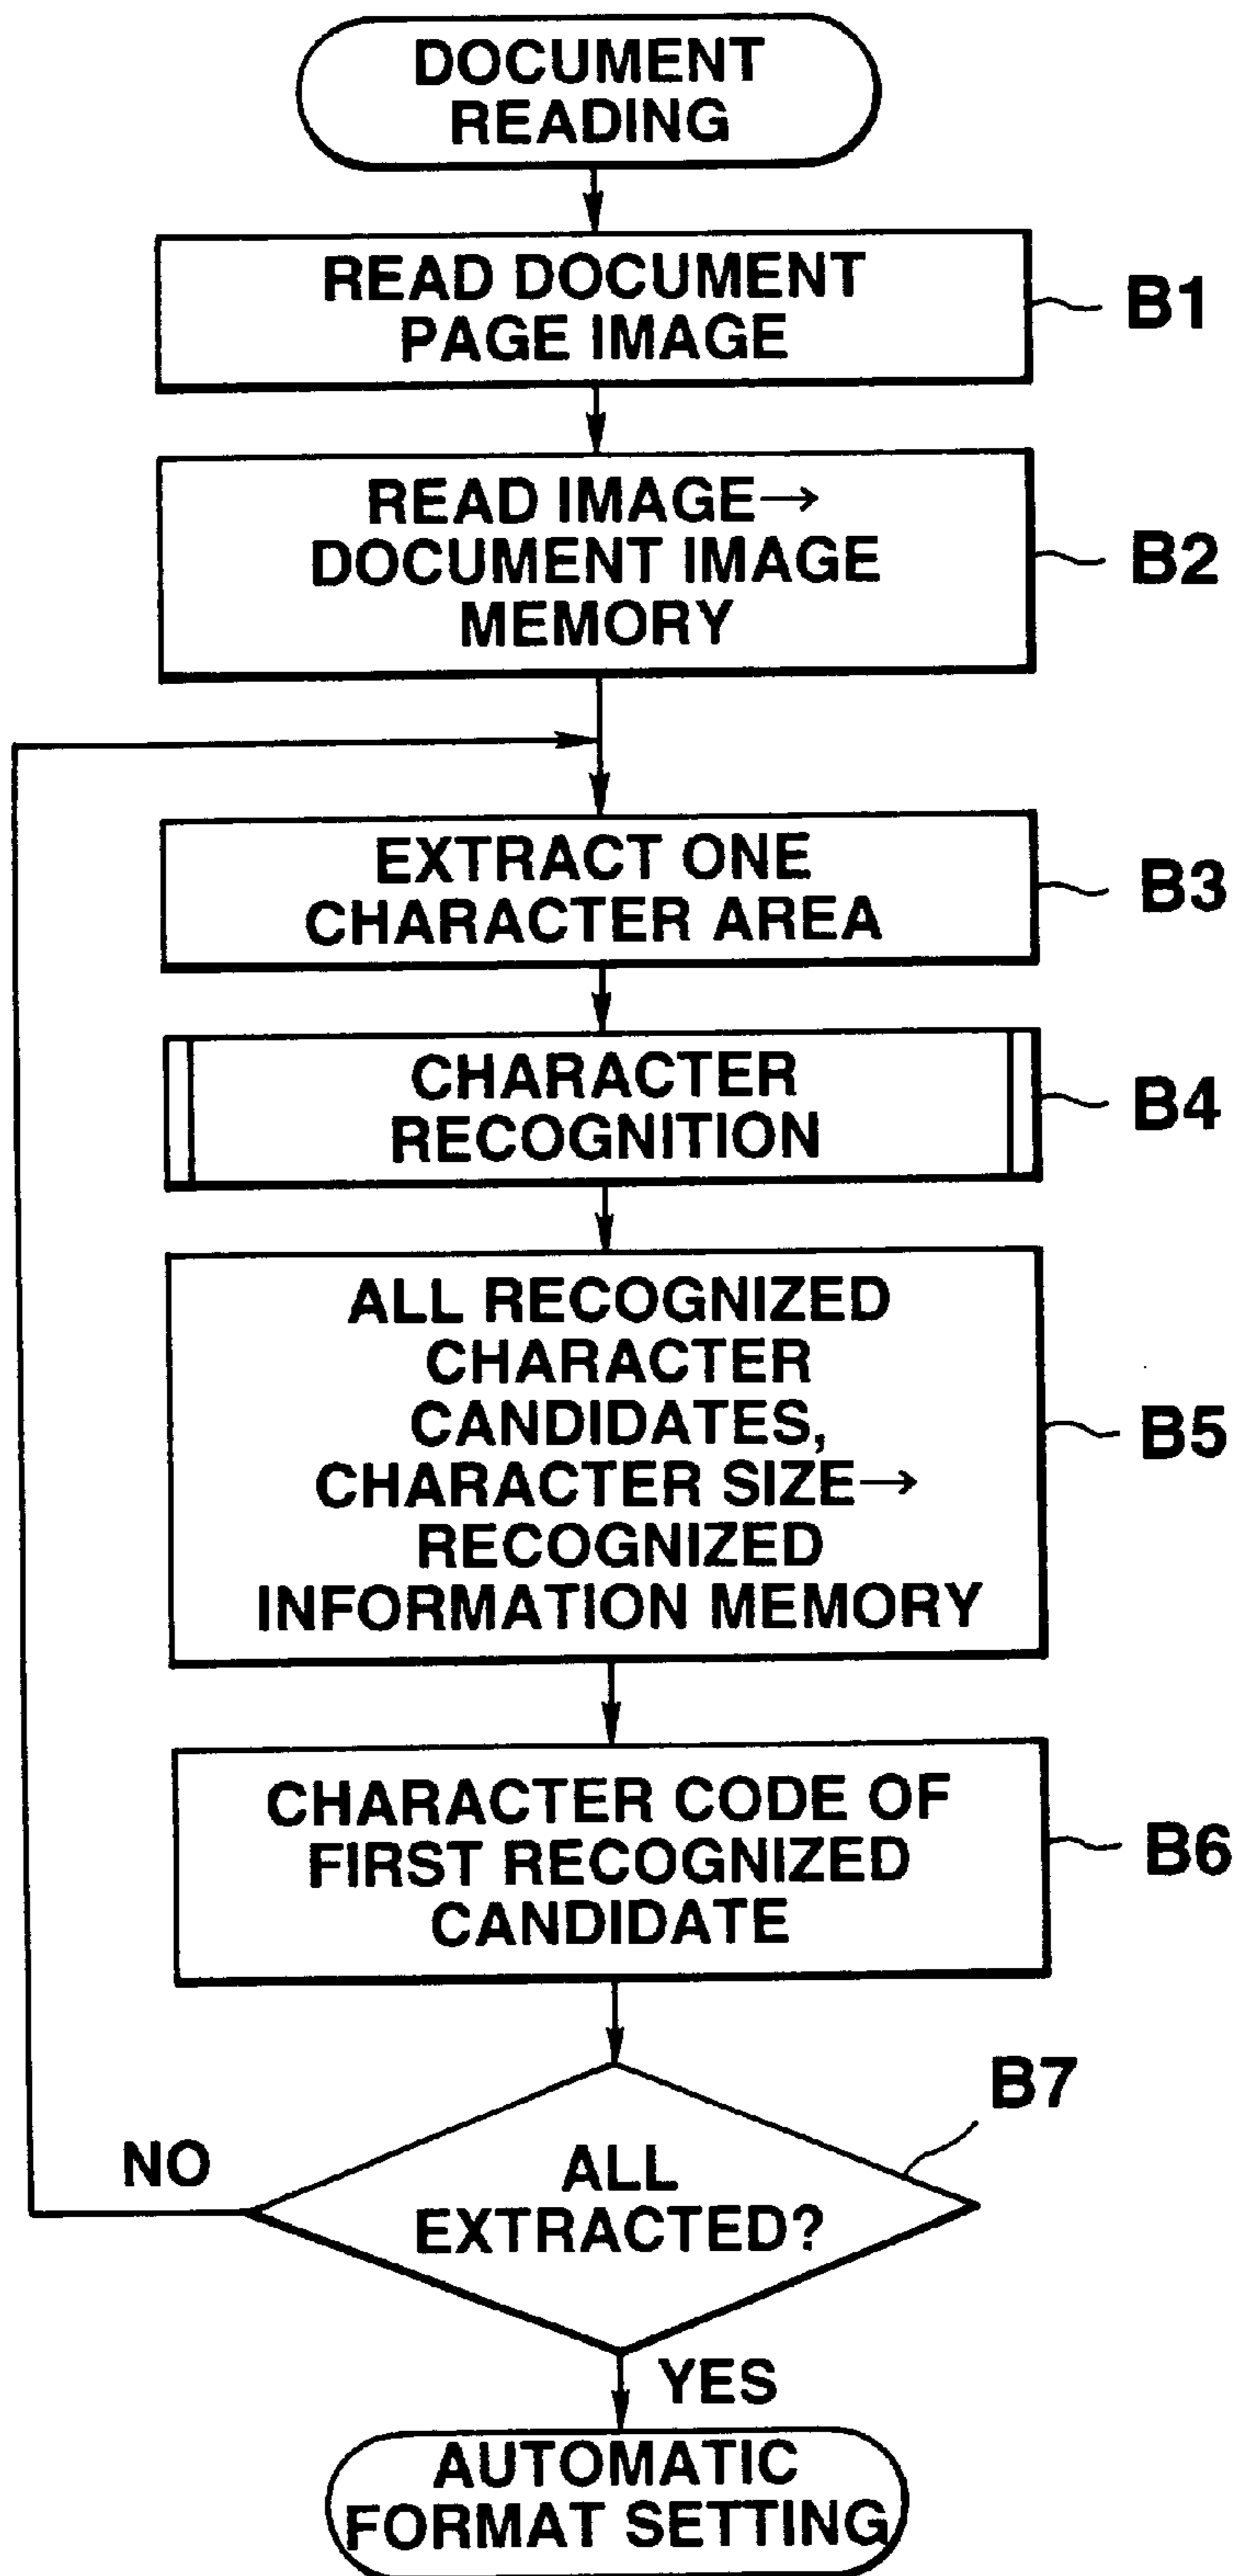 DOCUMENT
READING
READ DOCUMENT
PAGE IMAGE
B1
READ IMAGE→
DOCUMENT IMAGE
MEMORY
B2
EXTRACT ONE
CHARACTER AREA
B3
CHARACTER
RECOGNITION
B4
ALL RECOGNIZED
CHARACTER
CANDIDATES,
CHARACTER SIZE→
RECOGNIZED
INFORMATION MEMORY
B5
CHARACTER CODE OF
FIRST RECOGNIZED
CANDIDATE
B6
B7
NO
ALL
EXTRACTED?
YES
AUTOMATIC
FORMAT SETTING